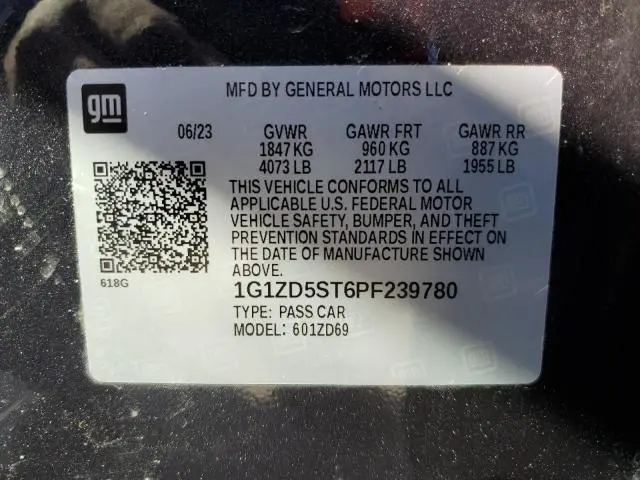 gm
MFD BY GENERAL MOTORS LLC
06/23 GVWR GAWR FRT GAWR RR
1847 KG 960 KG 887 KG
4073 LB 2117 LB 1955 LB
THIS VEHICLE CONFORMS TO ALL
APPLICABLE U.S. FEDERAL MOTOR
VEHICLE SAFETY, BUMPER, AND THEFT
PREVENTION STANDARDS IN EFFECT ON
THE DATE OF MANUFACTURE SHOWN
ABOVE.
618G
1G1ZD5ST6PF239780
TYPE: PASS CAR
MODEL: 601ZD69